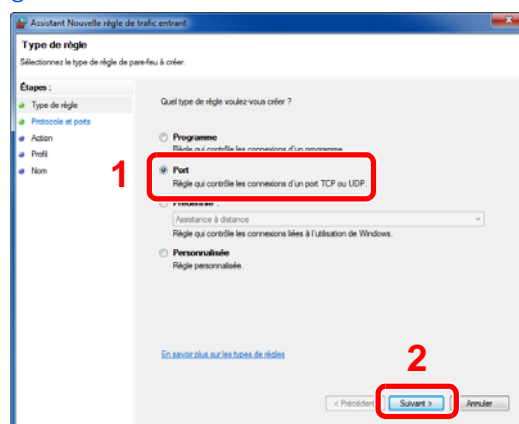 Assistant Nouvelle règle de trafic entrant
Type de règle
Sélectionnez le type de règle de pare-feu à créer.
Étapes :
Type de règle
Protocole et ports
Action
Profil
Nom
Quel type de règle voulez-vous créer ?
Programme
Règle qui contrôle les connexions d'un programme.
1
Port
Règle qui contrôle les connexions d'un port TCP ou UDP.
Prédéfinie :
Assistance à distance
Règle qui contrôle les connexions liées à l'utilisation de Windows.
Personnalisée
Règle personnalisée.
En savoir plus sur les types de règles
2
< Précédent
Suivant >
Annuler